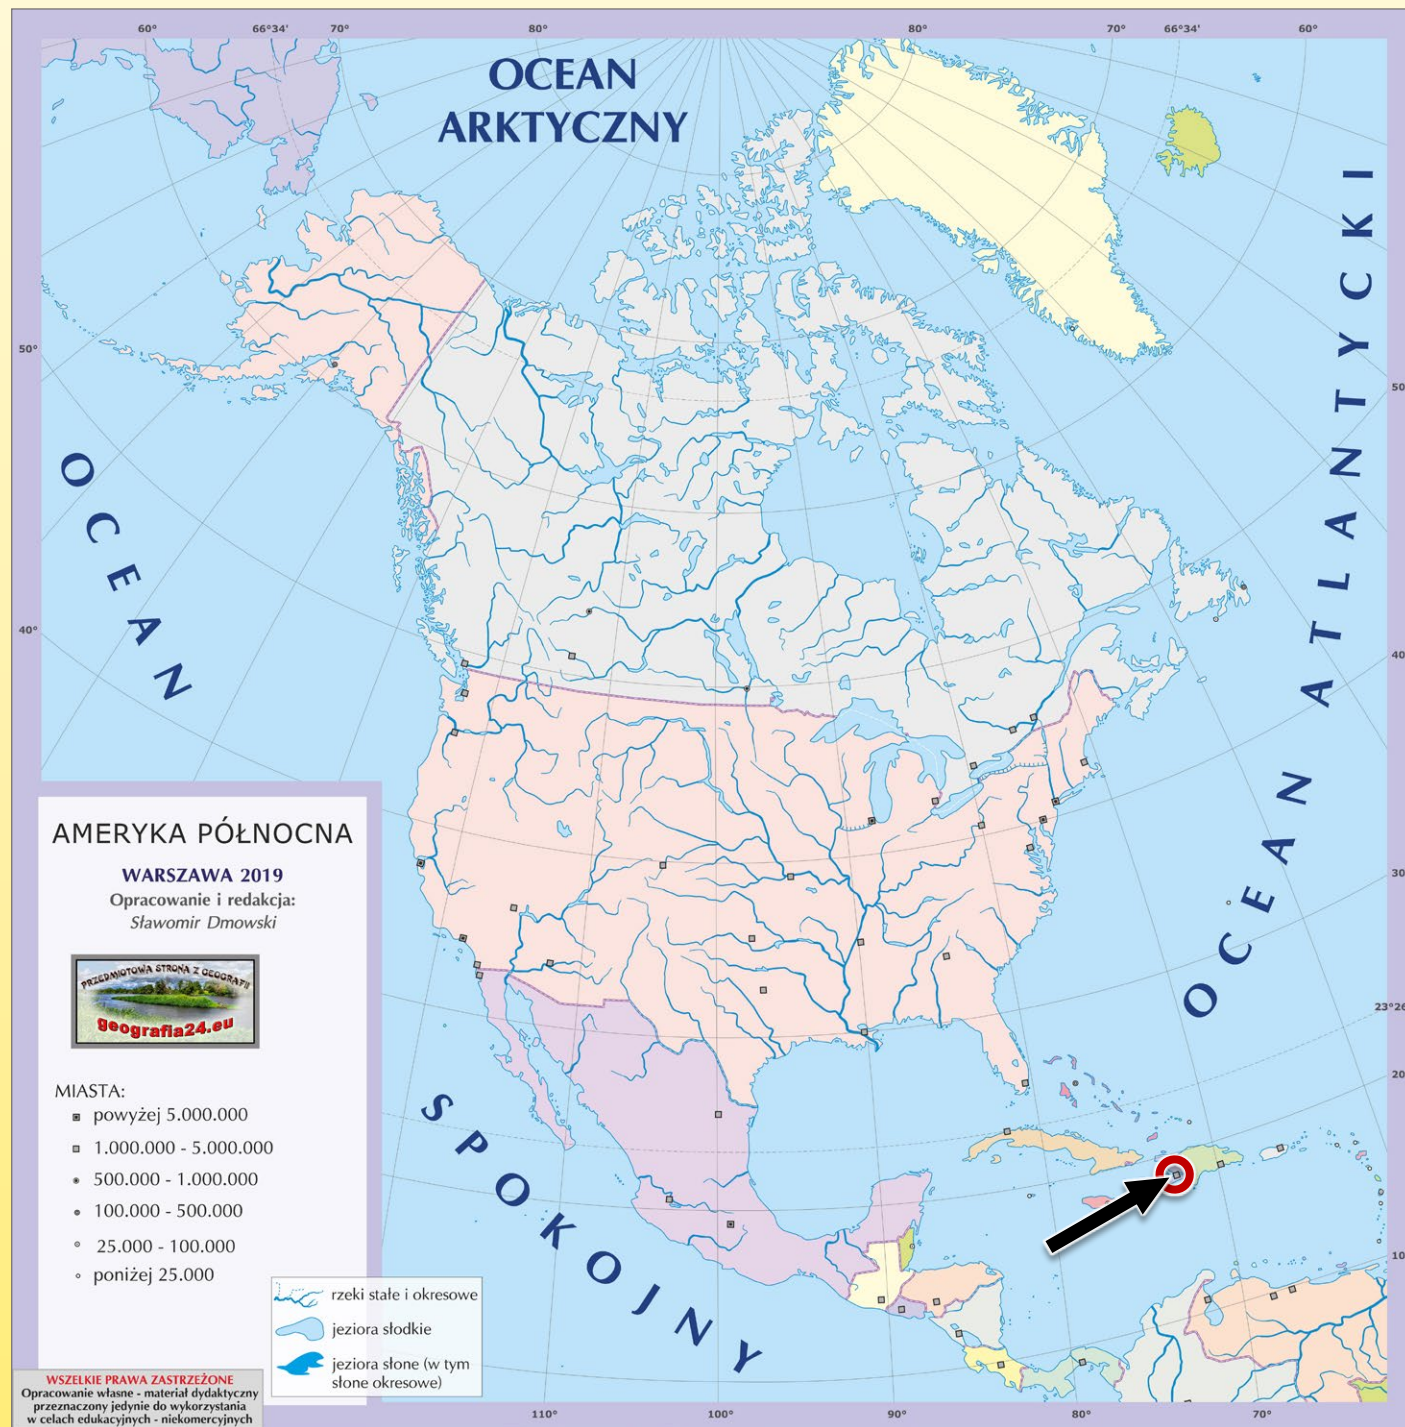 60°
66°34'
70°
80°
80°
70°
66°34'
60°
OCEAN
ARKTYCZNY
50°
40°
OCEAN
SPOKOJNY
OCEAN ATLANTYCKI
50
40
30
23°26
20
10
AMERYKA PÓŁNOCNA
WARSZAWA 2019
Opracowanie i redakcja:
Sławomir Dmowski
PRZEDMIOTOWA STRONA Z GEOGRAFII
geografia24.eu
MIASTA:
powyżej 5.000.000
1.000.000 - 5.000.000
500.000 - 1.000.000
100.000 - 500.000
25.000 - 100.000
poniżej 25.000
rzeki stałe i okresowe
jeziora słodkie
jeziora słone (w tym
słone okresowe)
WSZELKIE PRAWA ZASTRZEŻONE
Opracowanie własne - materiał dydaktyczny
przeznaczony jedynie do wykorzystania
w celach edukacyjnych - niekomercyjnych
110°
100°
90°
80°
70°